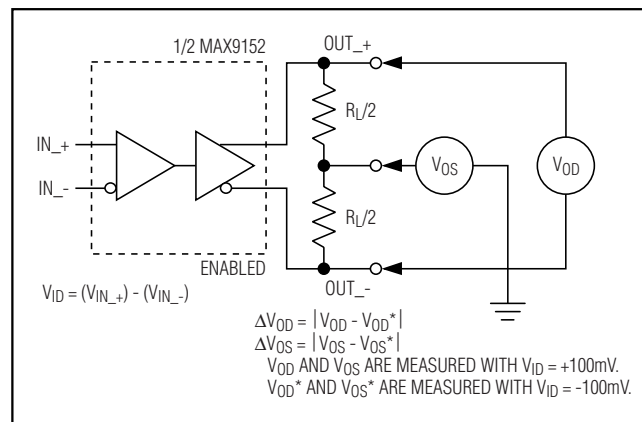 1/2 MAX9152
OUT_+
R_L/2
IN_+
V_OS
V_OD
IN_-
R_L/2
ENABLED
OUT_-
V_ID = (V_IN_+) - (V_IN_-)
ΔV_OD = |V_OD - V_OD*|
ΔV_OS = |V_OS - V_OS*|
V_OD AND V_OS ARE MEASURED WITH V_ID = +100mV.
V_OD* AND V_OS* ARE MEASURED WITH V_ID = -100mV.